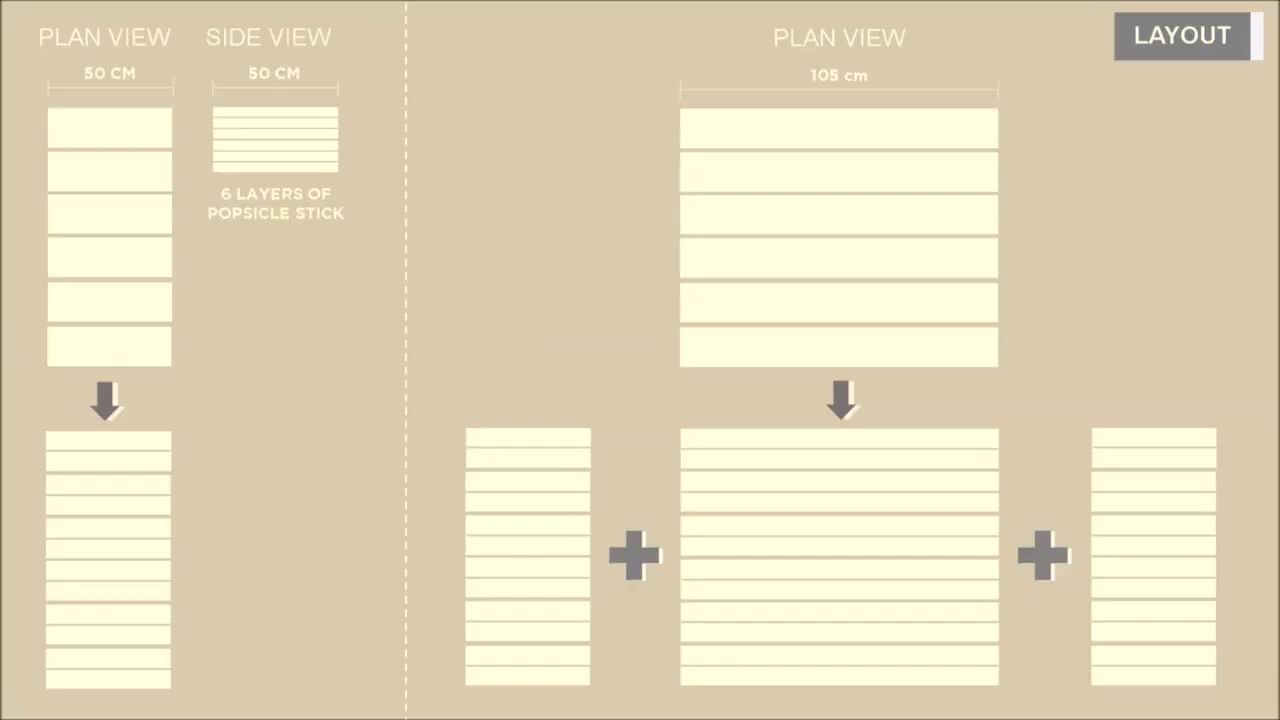 PLAN VIEW
SIDE VIEW
50 CM
50 CM
6 LAYERS OF
POPSICLE STICK
PLAN VIEW
105 cm
LAYOUT